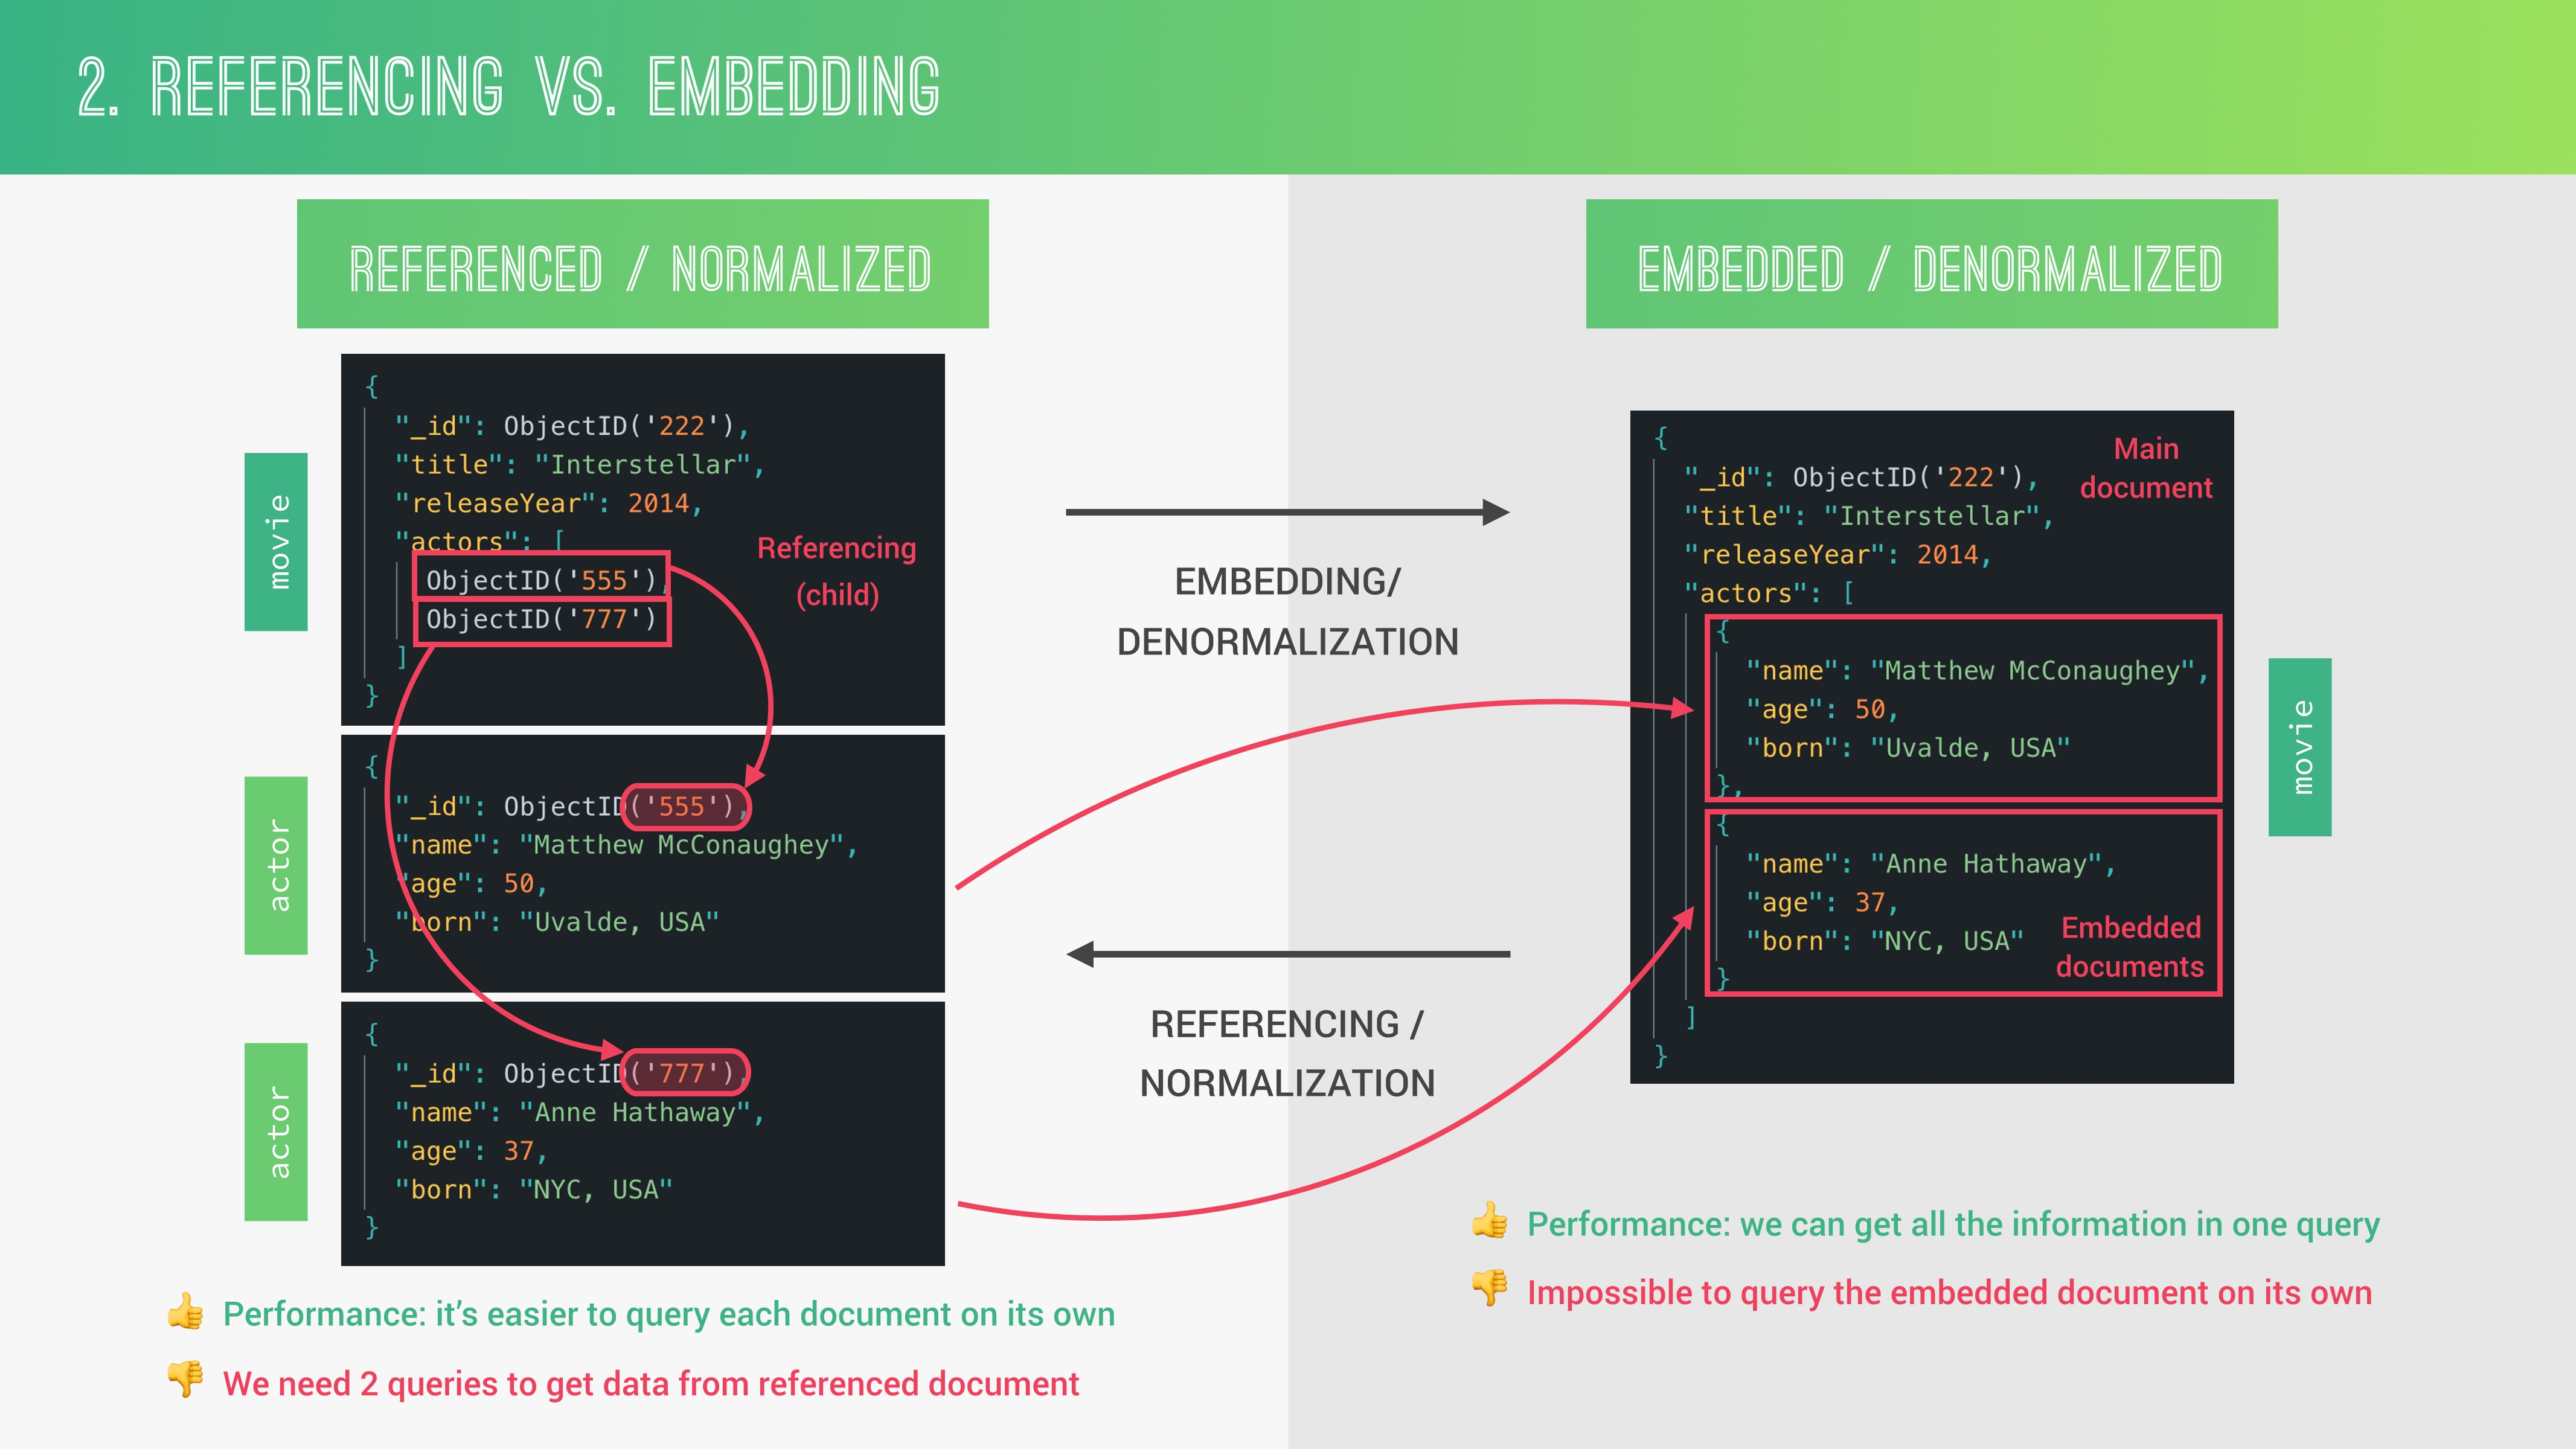 2. REFERENCING VS. EMBEDDING
REFERENCED / NORMALIZED
movie
{
"_id": ObjectID('222'),
"title": "Interstellar",
"releaseYear": 2014,
"actors": [
ObjectID('555'),
ObjectID('777')
]
}
Referencing
(child)
actor
{
"_id": ObjectID('555'),
"name": "Matthew McConaughey",
"age": 50,
"born": "Uvalde, USA"
}
actor
{
"_id": ObjectID('777'),
"name": "Anne Hathaway",
"age": 37,
"born": "NYC, USA"
}
👍 Performance: it’s easier to query each document on its own
👎 We need 2 queries to get data from referenced document
EMBEDDING/
DENORMALIZATION
REFERENCING /
NORMALIZATION
EMBEDDED / DENORMALIZED
Main
document
{
"_id": ObjectID('222'),
"title": "Interstellar",
"releaseYear": 2014,
"actors": [
{
"name": "Matthew McConaughey",
"age": 50,
"born": "Uvalde, USA"
},
{
"name": "Anne Hathaway",
"age": 37,
"born": "NYC, USA"
}
]
}
Embedded
documents
movie
👍 Performance: we can get all the information in one query
👎 Impossible to query the embedded document on its own